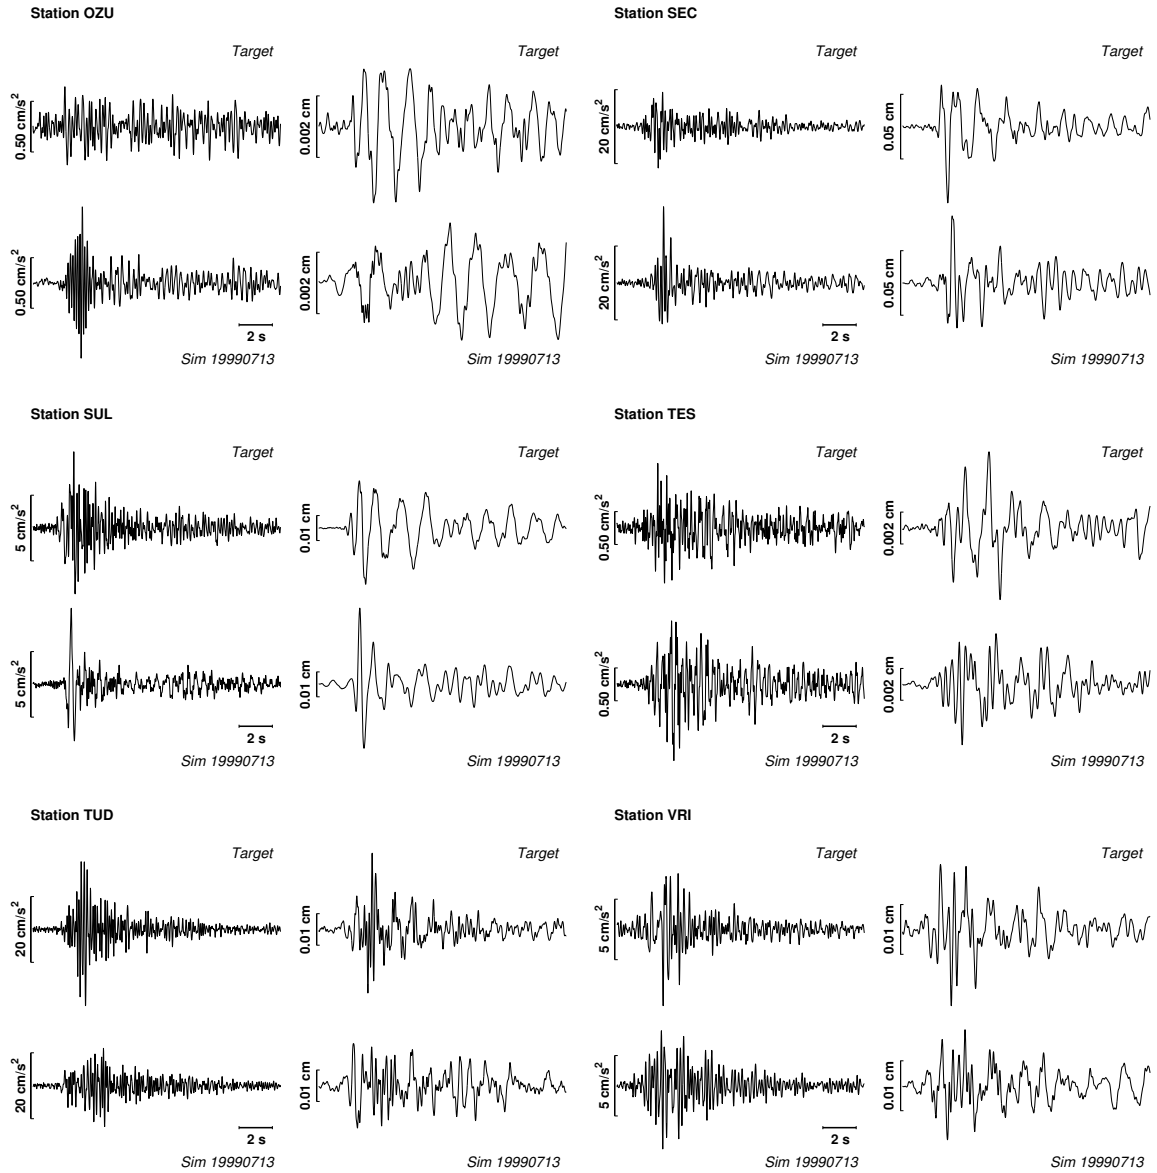 Station OZU
Target
Target
0.50 cm/s²
0.002 cm
0.50 cm/s²
0.002 cm
2 s
Sim 19990713
Station SEC
Target
Target
20 cm/s²
0.05 cm
20 cm/s²
0.05 cm
2 s
Sim 19990713
Station SUL
Target
Target
5 cm/s²
0.01 cm
5 cm/s²
0.01 cm
2 s
Sim 19990713
Sim 19990713
Station TES
Target
Target
0.50 cm/s²
0.002 cm
0.50 cm/s²
0.002 cm
2 s
Sim 19990713
Sim 19990713
Station TUD
Target
Target
20 cm/s²
0.01 cm
20 cm/s²
0.01 cm
2 s
Sim 19990713
Sim 19990713
Station VRI
Target
Target
5 cm/s²
0.01 cm
5 cm/s²
0.01 cm
2 s
Sim 19990713
Sim 19990713
Sim 19990713
Sim 19990713